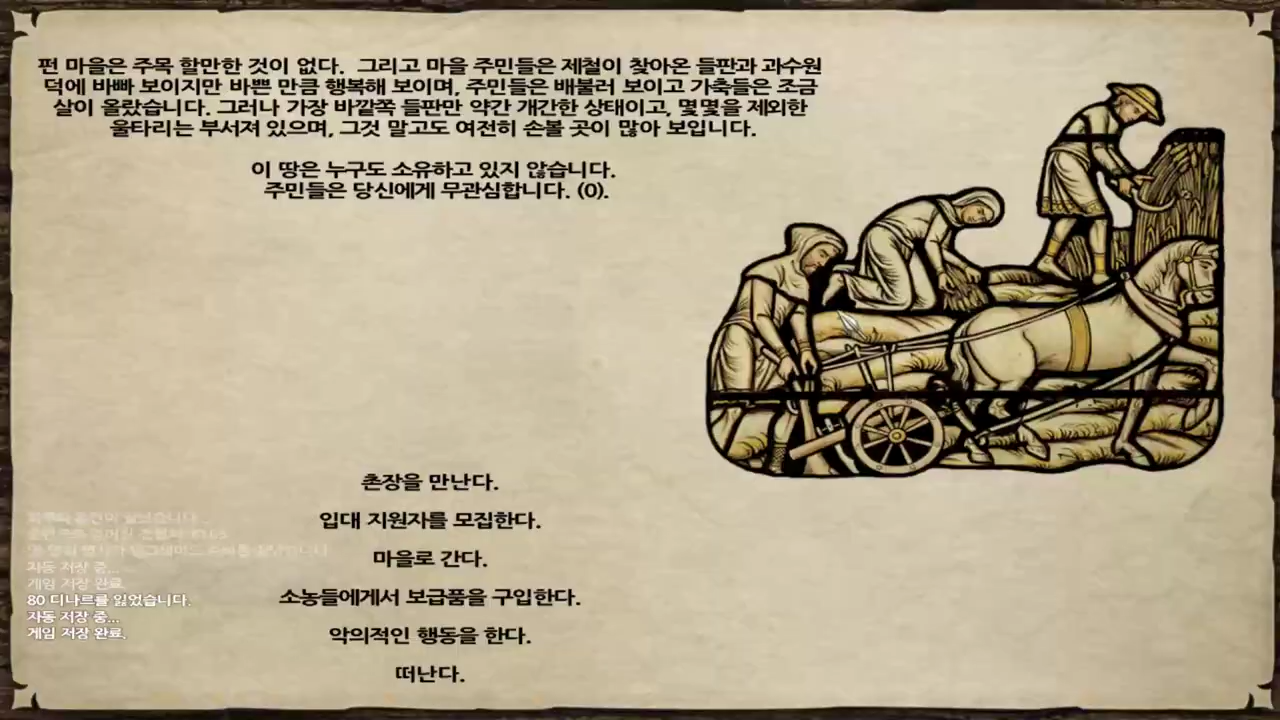 펀 마을은 주목 할만한 것이 없다. 그리고 마을 주민들은 제철이 찾아온 들판과 과수원
덕에 바빠 보이지만 바쁜 만큼 행복해 보이며, 주민들은 배불러 보이고 가축들은 조금
살이 올랐습니다. 그러나 가장 바깥쪽 들판만 약간 개간한 상태이고, 몇몇을 제외한
울타리는 부서져 있으며, 그것 말고도 여전히 손볼 곳이 많아 보입니다.
이 땅은 누구도 소유하고 있지 않습니다.
주민들은 당신에게 무관심합니다. (0).
촌장을 만난다.
입대 지원자를 모집한다.
마을로 간다.
소농들에게서 보급품을 구입한다.
악의적인 행동을 한다.
떠난다.
자동 저장 중...
게임 저장 완료.
80 디나르를 잃었습니다.
자동 저장 중...
게임 저장 완료.